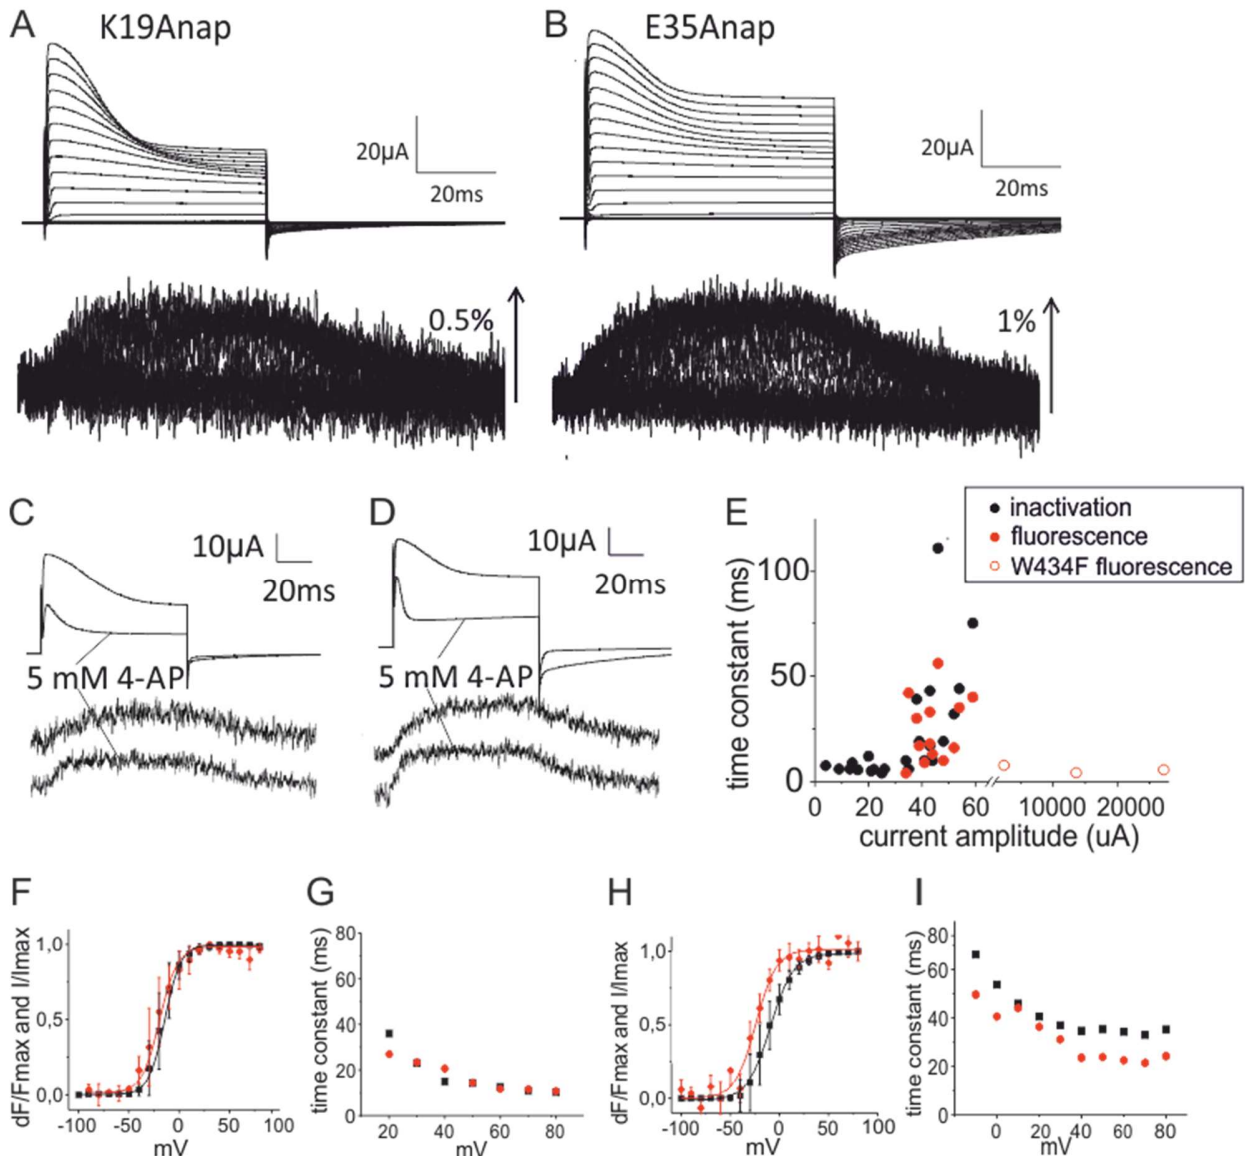 A
K19Anap
B
E35Anap
20µA
20ms
20µA
20ms
0.5%
1%
C
10µA
20ms
5 mM 4-AP
D
10µA
20ms
5 mM 4-AP
E
inactivation
fluorescence
W434F fluorescence
time constant (ms)
100
50
0
0 20 40 60 10000 20000
current amplitude (uA)
F
dF/Fmax and I/Imax
1,0
0,5
0,0
-100 -50 0 50 100
mV
G
time constant (ms)
80
60
40
20
0
20 40 60 80
mV
H
dF/Fmax and I/Imax
1,0
0,5
0,0
-100 -50 0 50 100
mV
I
time constant (ms)
80
60
40
20
0
0 20 40 60 80
mV